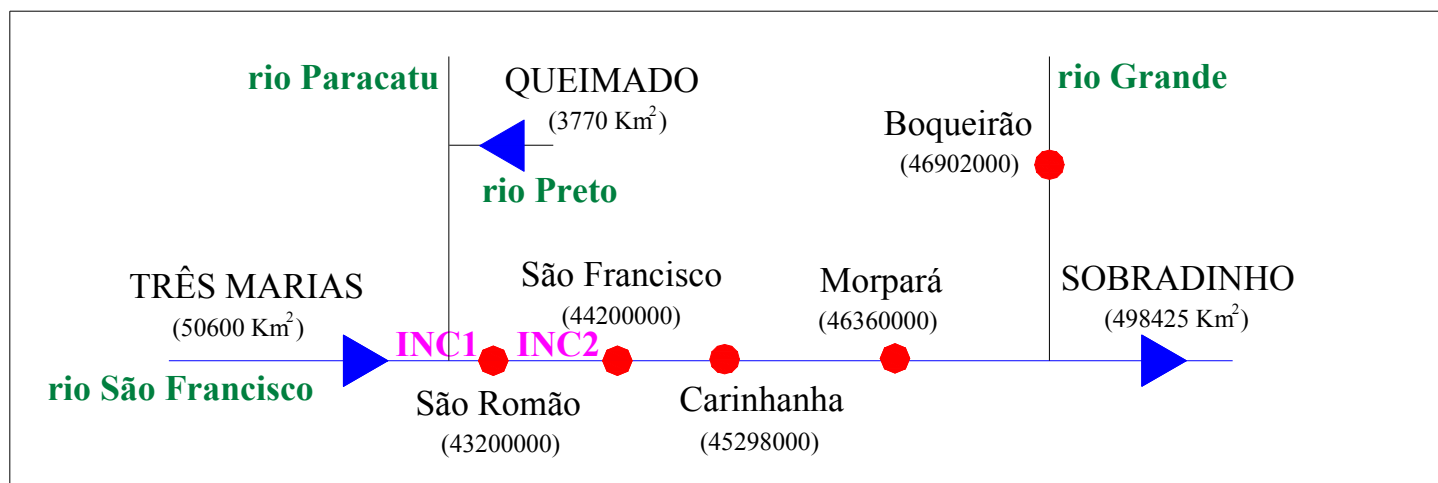 rio Paracatu
QUEIMADO
(3770 Km²)
rio Preto
rio Grande
Boqueirão
(46902000)
TRÊS MARIAS
(50600 Km²)
São Francisco
(44200000)
Morpará
(46360000)
SOBRADINHO
(498425 Km²)
INC1
INC2
rio São Francisco
São Romão
(43200000)
Carinhanha
(45298000)